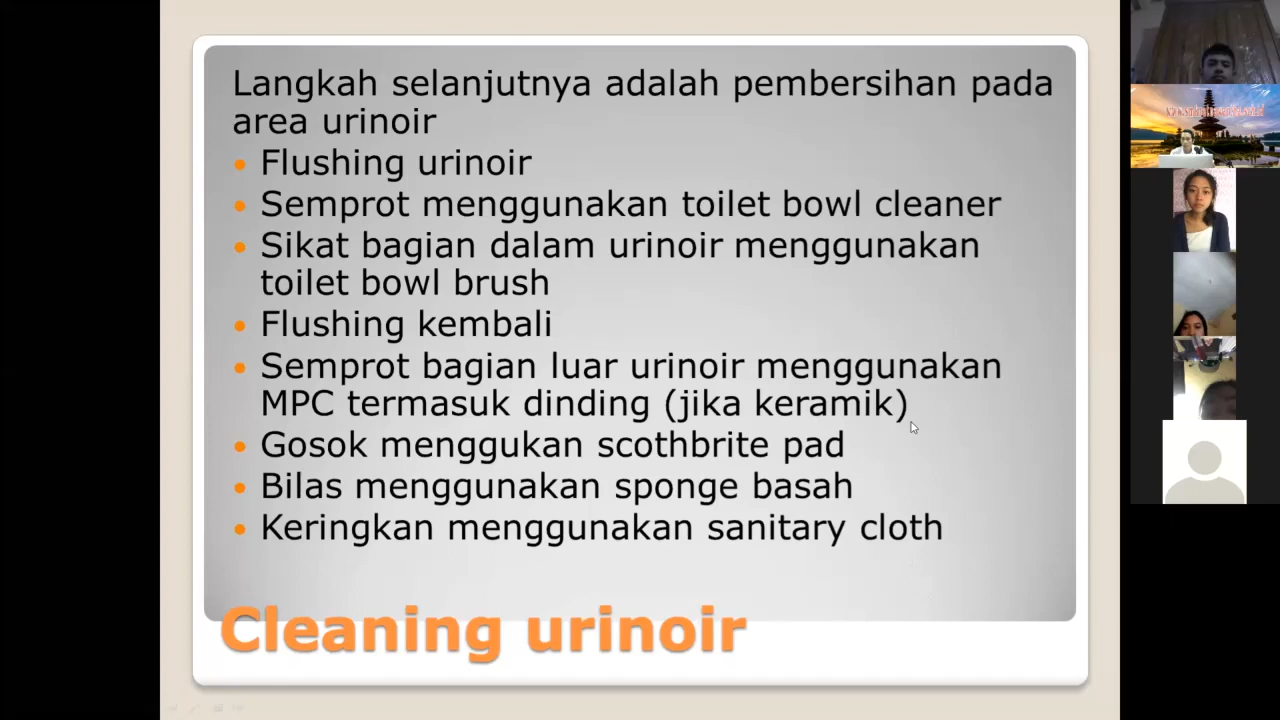 Langkah selanjutnya adalah pembersihan pada
area urinoir
• Flushing urinoir
• Semprot menggunakan toilet bowl cleaner
• Sikat bagian dalam urinoir menggunakan
toilet bowl brush
• Flushing kembali
• Semprot bagian luar urinoir menggunakan
MPC termasuk dinding (jika keramik)
• Gosok menggukan scothbrite pad
• Bilas menggunakan sponge basah
• Keringkan menggunakan sanitary cloth
Cleaning urinoir